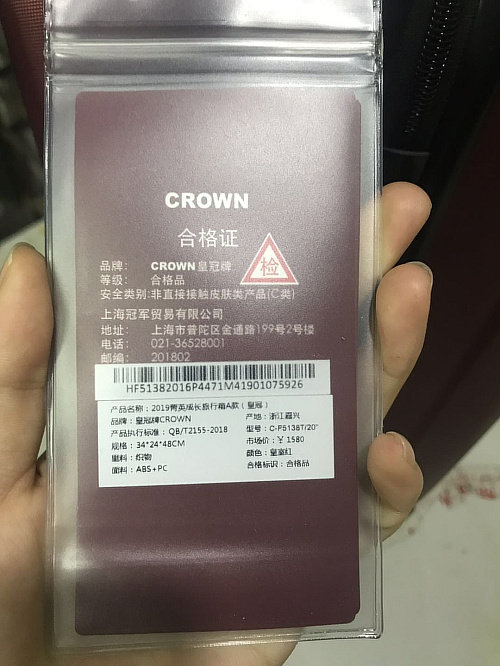 CROWN
合格证
检
品牌: CROWN皇冠牌
等级: 合格品
安全类别:非直接接触皮肤类产品(C类)
上海冠军贸易有限公司
地址: 上海市普陀区金通路199号2号楼
电话: 021-36528001
邮编: 201802
HF51382016P4471M41901075926
产品名称: 2019菁英成长旅行箱A款 (皇冠)
品牌: 皇冠牌CROWN 产地: 浙江嘉兴
产品执行标准: QB/T2155-2018 型号: C-F5138T/20"
规格: 34*24*48CM 市场价: ¥ 1580
里料: 织物 颜色: 皇室红
面料: ABS+PC 合格标识: 合格品